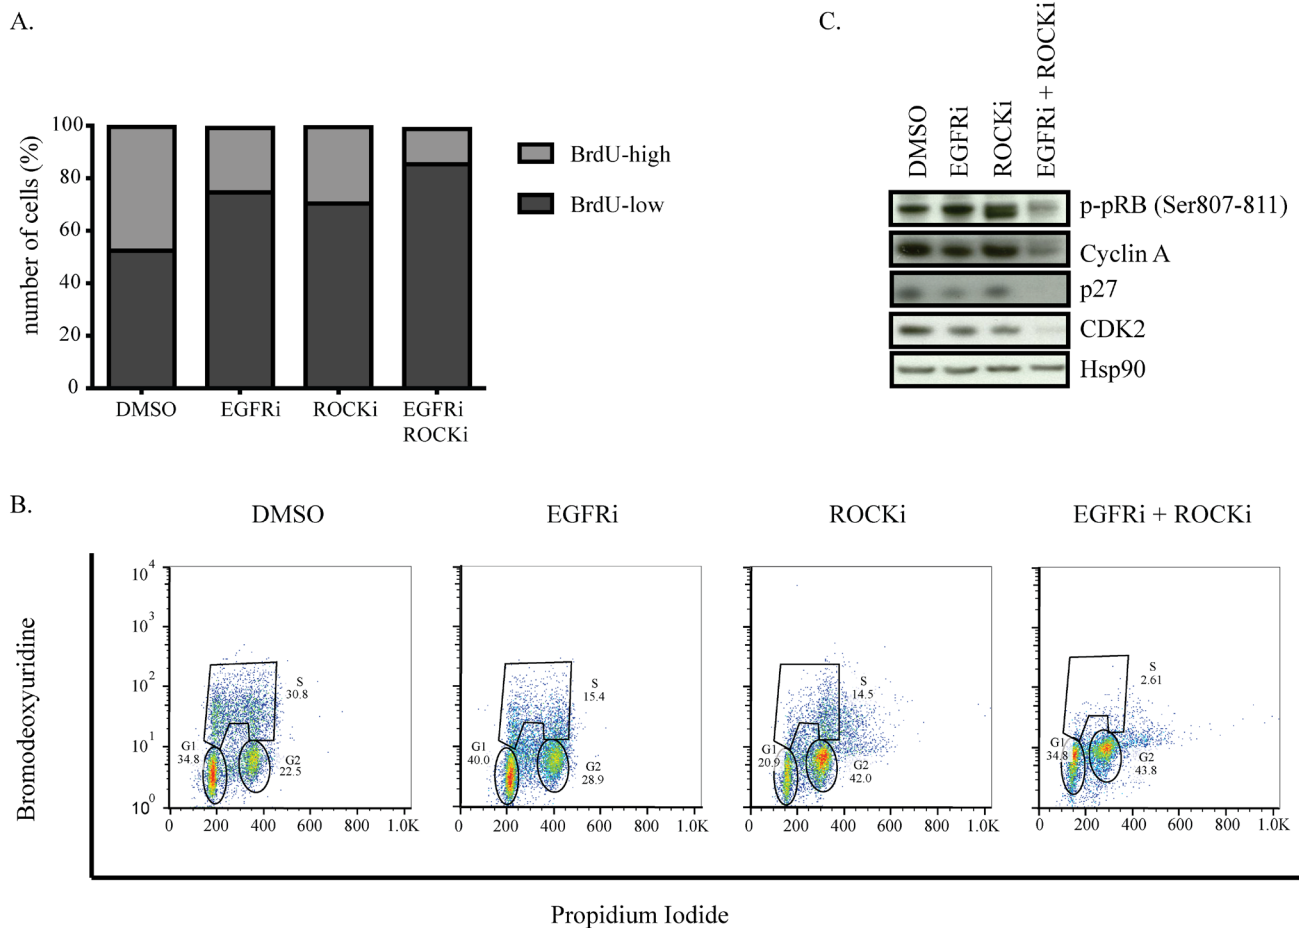 A.
number of cells (%)
100
80
60
40
20
0
DMSO
EGFRi
ROCKi
EGFRi
ROCKi
BrdU-high
BrdU-low
C.
DMSO
EGFRi
ROCKi
EGFRi + ROCKi
p-pRB (Ser807-811)
Cyclin A
p27
CDK2
Hsp90
B.
DMSO
EGFRi
ROCKi
EGFRi + ROCKi
Bromodeoxyuridine
10^4
10^3
10^2
10^1
10^0
S
30.8
G1
34.8
G2
22.5
0 200 400 600 800 1.0K
S
15.4
G1
40.0
G2
28.9
0 200 400 600 800 1.0K
S
14.5
G1
20.9
G2
42.0
0 200 400 600 800 1.0K
S
2.61
G1
34.8
G2
43.8
0 200 400 600 800 1.0K
Propidium Iodide